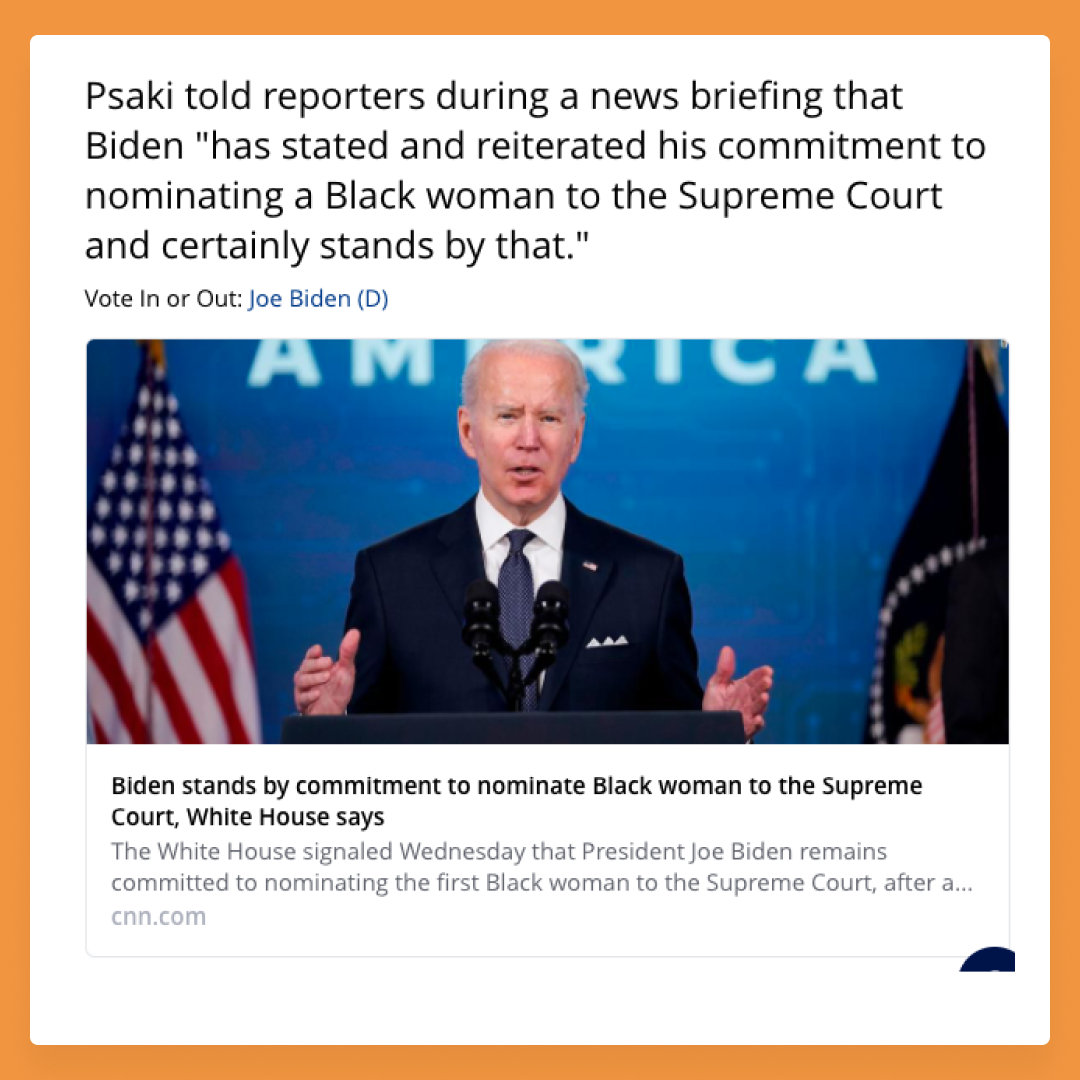 Psaki told reporters during a news briefing that
Biden "has stated and reiterated his commitment to
nominating a Black woman to the Supreme Court
and certainly stands by that."
Vote In or Out: Joe Biden (D)
AMERICA
Biden stands by commitment to nominate Black woman to the Supreme
Court, White House says
The White House signaled Wednesday that President Joe Biden remains
committed to nominating the first Black woman to the Supreme Court, after a...
cnn.com